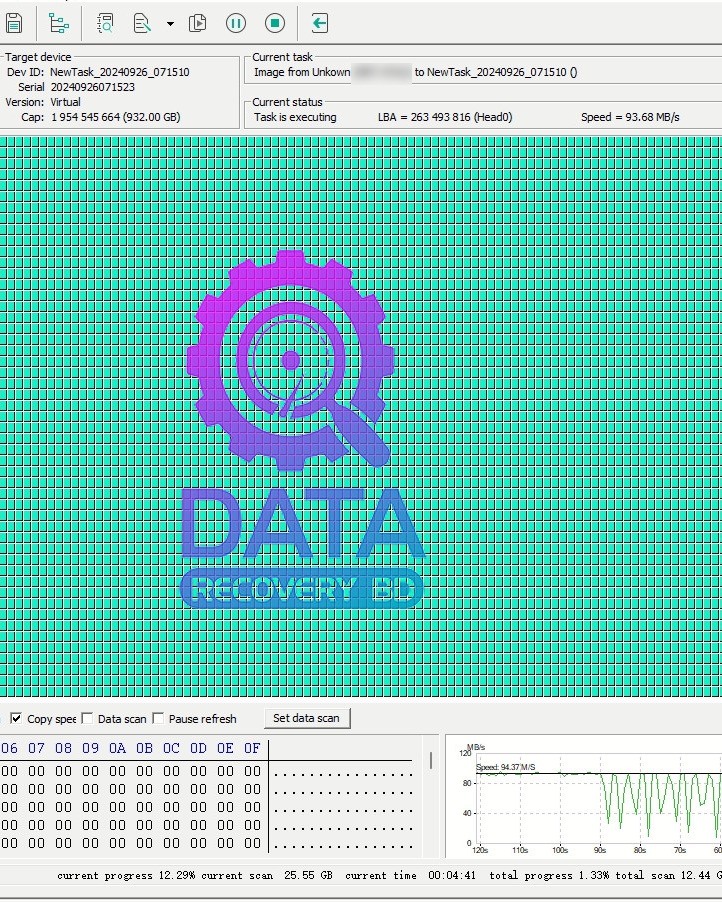 Target device
Dev ID: NewTask_20240926_071510
Serial 20240926071523
Version: Virtual
Cap: 1 954 545 664 (932.00 GB)
Current task
Image from Unkown to NewTask_20240926_071510 ()
Current status
Task is executing LBA = 263 493 816 (Head0) Speed = 93.68 MB/s
DATA
RECOVERY BD
Copy spee Data scan Pause refresh Set data scan
06 07 08 09 0A 0B 0C 0D 0E 0F
00 00 00 00 00 00 00 00 00 00 ................
00 00 00 00 00 00 00 00 00 00 ................
00 00 00 00 00 00 00 00 00 00 ................
00 00 00 00 00 00 00 00 00 00 ................
00 00 00 00 00 00 00 00 00 00 ................
MB/s
120
Speed: 94.37 M/S
80
40
0
120s 110s 100s 90s 80s 70s 60
current progress 12.29% current scan 25.55 GB current time 00:04:41 total progress 1.33% total scan 12.44 G